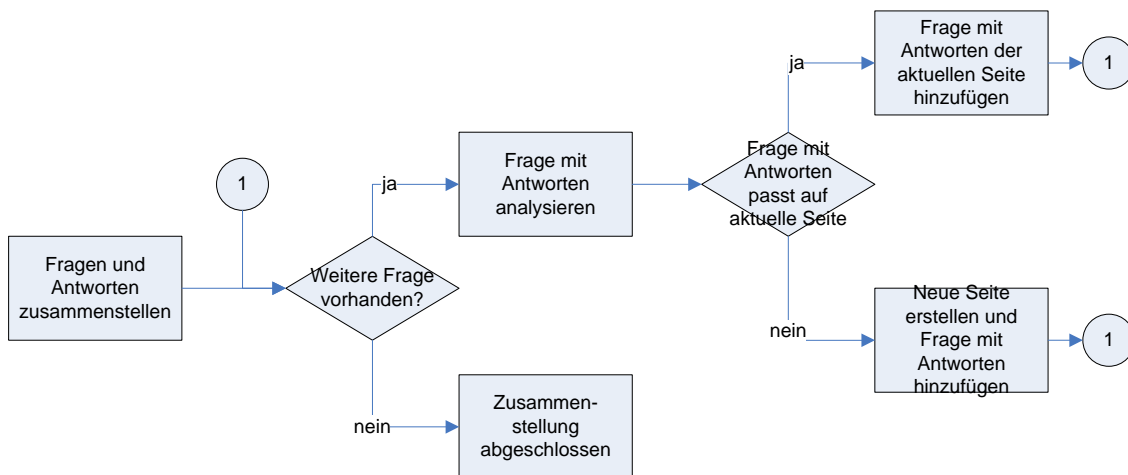 Fragen und
Antworten
zusammenstellen
1
Weitere Frage
vorhanden?
ja
nein
Frage mit
Antworten
analysieren
Zusammen-
stellung
abgeschlossen
Frage mit
Antworten
passt auf
aktuelle Seite
ja
nein
Frage mit
Antworten der
aktuellen Seite
hinzufügen
1
Neue Seite
erstellen und
Frage mit
Antworten
hinzufügen
1